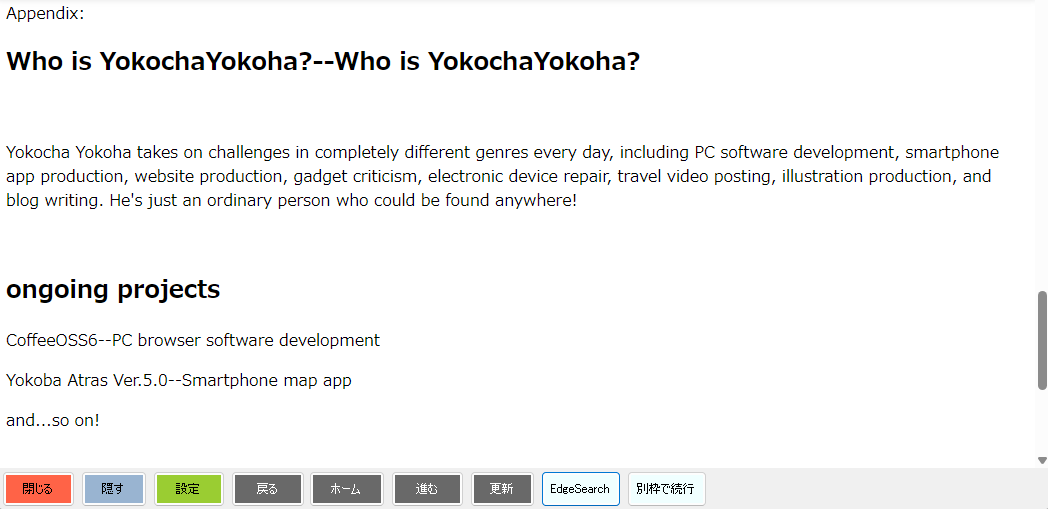 Appendix:
Who is YokochaYokoha?--Who is YokochaYokoha?
Yokocha Yokoha takes on challenges in completely different genres every day, including PC software development, smartphone
app production, website production, gadget criticism, electronic device repair, travel video posting, illustration production, and
blog writing. He's just an ordinary person who could be found anywhere!
ongoing projects
CoffeeOSS6--PC browser software development
Yokoba Atras Ver.5.0--Smartphone map app
and...so on!
閉じる 隠す 設定 戻る ホーム 進む 更新 EdgeSearch 別枠で続行